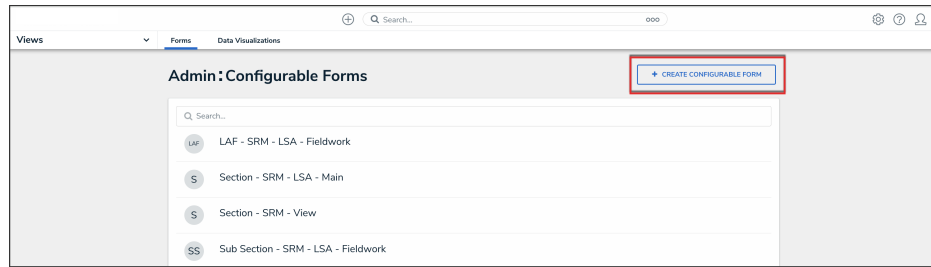 Search...
Views
Forms
Data Visualizations
Admin:Configurable Forms
+ CREATE CONFIGURABLE FORM
Search...
LAF
LAF - SRM - LSA - Fieldwork
S
Section - SRM - LSA - Main
S
Section - SRM - View
SS
Sub Section - SRM - LSA - Fieldwork